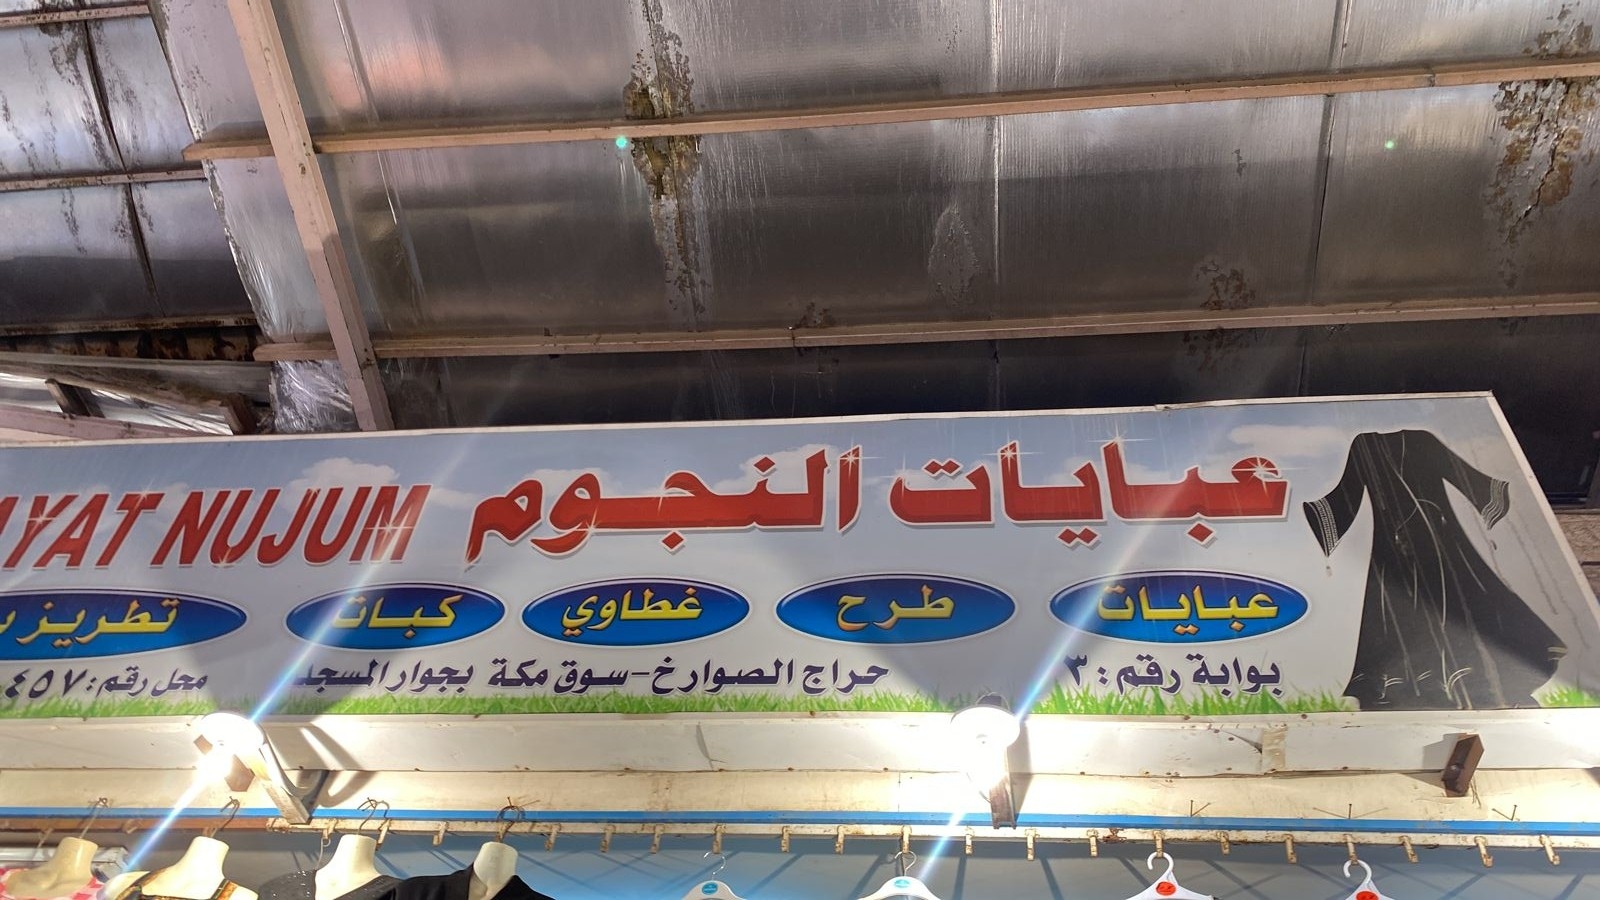 عبايات النجوم AYAT NUJUM
عبايات طرح غطاوي كبات تطريز
بوابة رقم: ٣ حراج الصوارخ - سوق مكة بجوار المسجد محل رقم: ٤٥٧